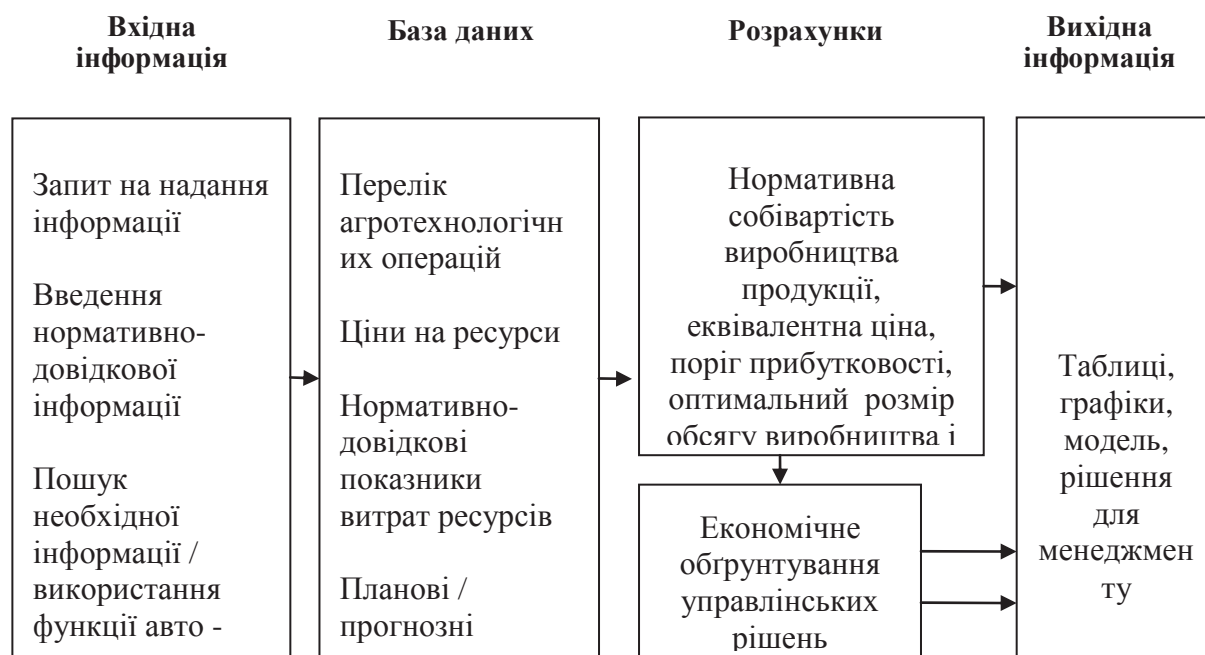 Вхідна
інформація
База даних
Розрахунки
Вихідна
інформація
Запит на надання
інформації
Введення
нормативно-
довідкової
інформації
Пошук
необхідної
інформації /
використання
функції авто -
Перелік
агротехнологічн
их операцій
Ціни на ресурси
Нормативно-
довідкові
показники
витрат ресурсів
Планові /
прогнозні
Нормативна
собівартість
виробництва
продукції,
еквівалентна ціна,
поріг прибутковості,
оптимальний розмір
обсягу виробництва і
Економічне
обґрунтування
управлінських
рішень
Таблиці,
графіки,
модель,
рішення
для
менеджмен
ту